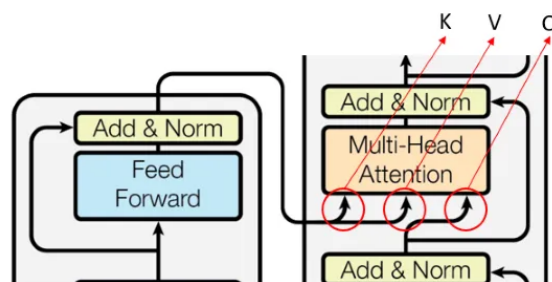 K V
Add & Norm
Feed
Forward
Add & Norm
Multi-Head
Attention
Add & Norm